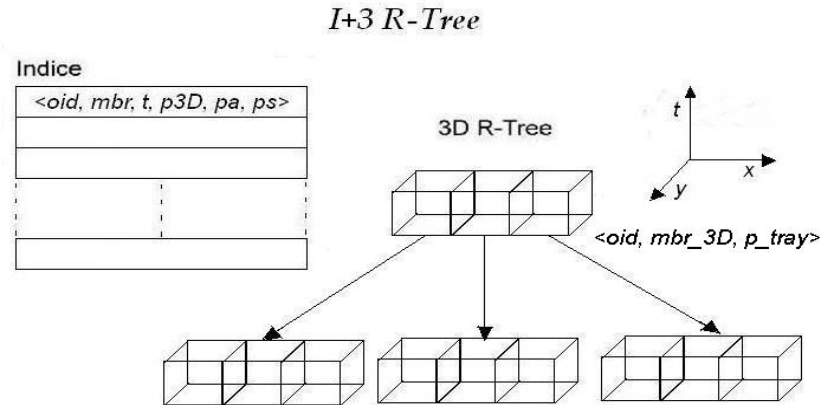 I+3 R-Tree
Indice
<oid, mbr, t, p3D, pa, ps>
3D R-Tree
t
x
y
<oid, mbr_3D, p_tray>